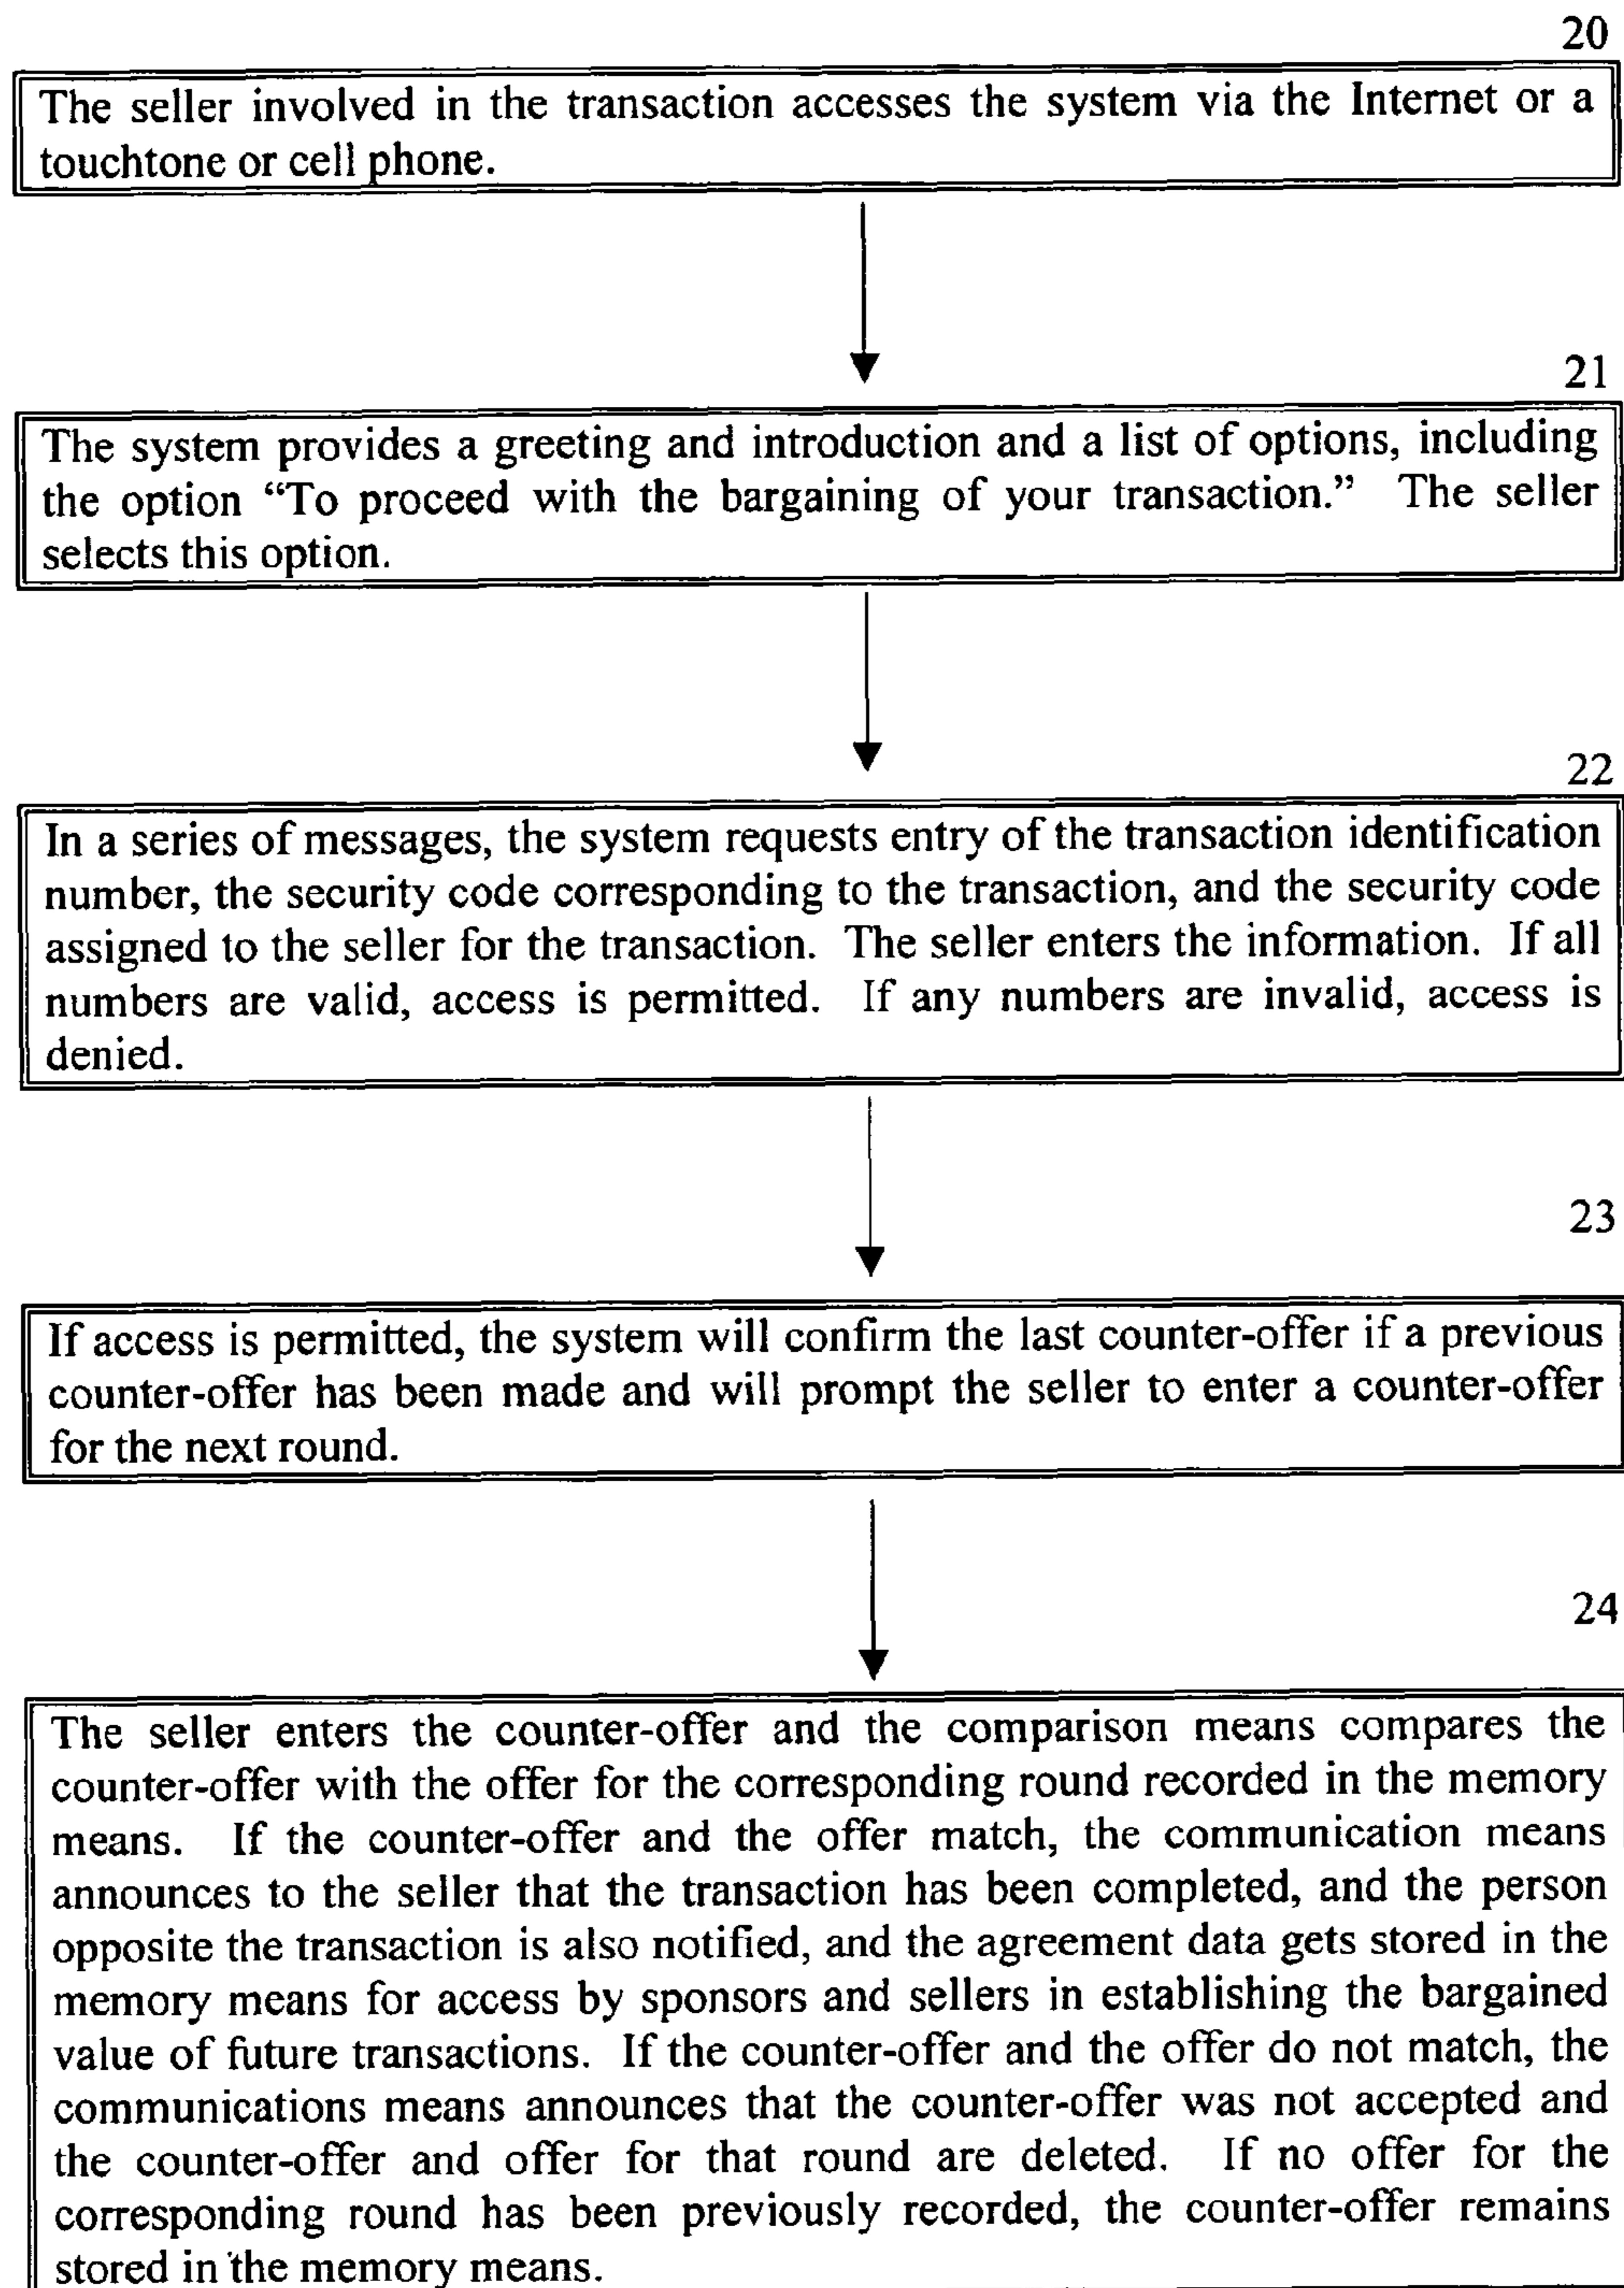 20
The seller involved in the transaction accesses the system via the Internet or a
touchtone or cell phone.
21
The system provides a greeting and introduction and a list of options, including
the option “To proceed with the bargaining of your transaction.” The seller
selects this option.
22
In a series of messages, the system requests entry of the transaction identification
number, the security code corresponding to the transaction, and the security code
assigned to the seller for the transaction. The seller enters the information. If all
numbers are valid, access is permitted. If any numbers are invalid, access is
denied.
23
If access is permitted, the system will confirm the last counter-offer if a previous
counter-offer has been made and will prompt the seller to enter a counter-offer
for the next round.
24
The seller enters the counter-offer and the comparison means compares the
counter-offer with the offer for the corresponding round recorded in the memory
means. If the counter-offer and the offer match, the communication means
announces to the seller that the transaction has been completed, and the person
opposite the transaction is also notified, and the agreement data gets stored in the
memory means for access by sponsors and sellers in establishing the bargained
value of future transactions. If the counter-offer and the offer do not match, the
communications means announces that the counter-offer was not accepted and
the counter-offer and offer for that round are deleted. If no offer for the
corresponding round has been previously recorded, the counter-offer remains
stored in the memory means.